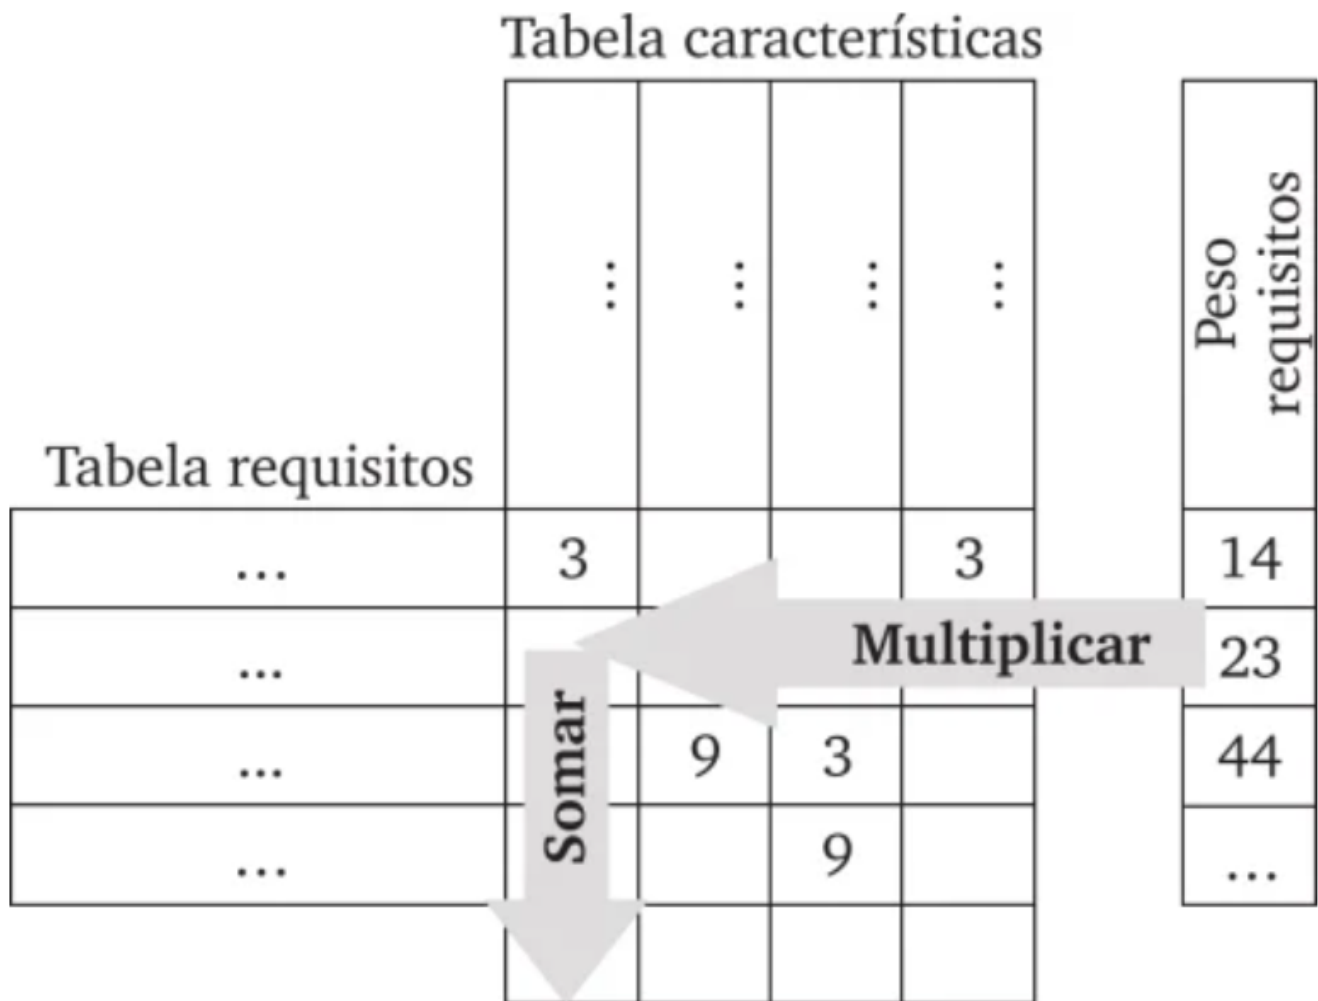 Tabela características
⋮ ⋮ ⋮ ⋮
Peso
requisitos
Tabela requisitos
... 3 3 14
Multiplicar
... 23
... 9 3 44
Somar
... 9 ...